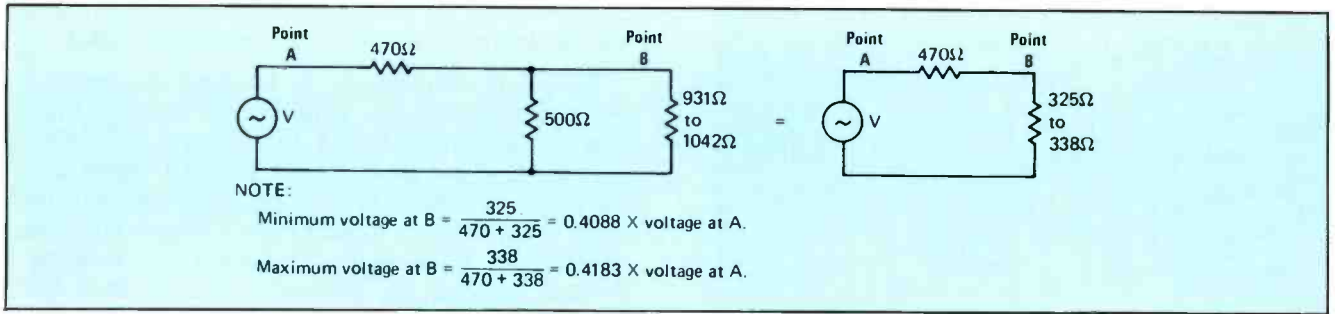 Point Point Point Point
A 470Ω B A 470Ω B
V 500Ω 931Ω to 1042Ω = V 325Ω to 338Ω
NOTE:
Minimum voltage at B = 325 / 470 + 325 = 0.4088 X voltage at A.
Maximum voltage at B = 338 / 470 + 338 = 0.4183 X voltage at A.